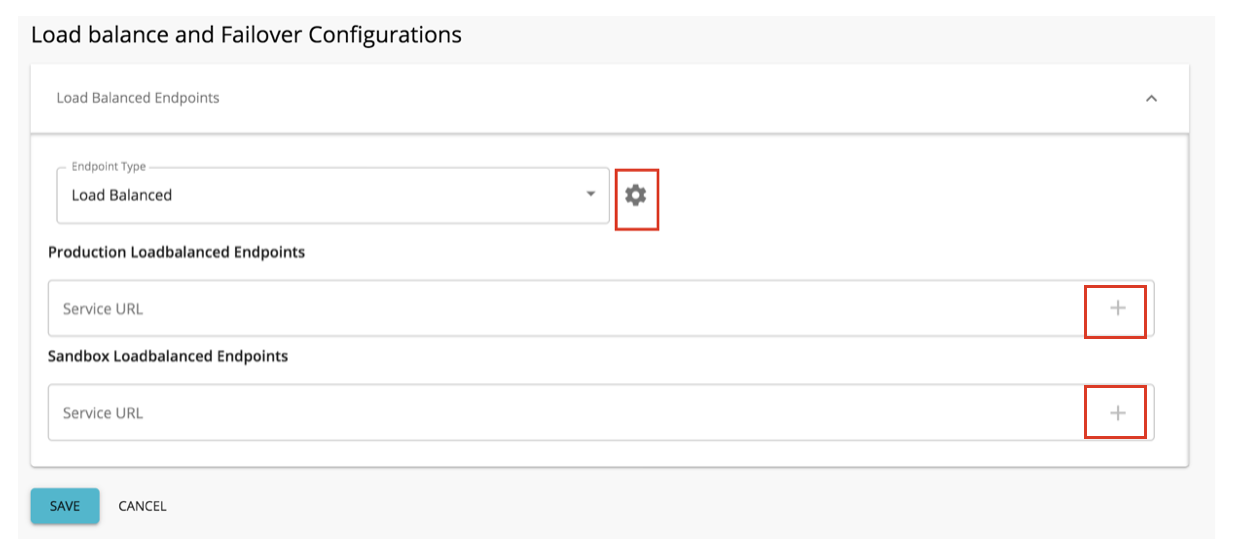 Load balance and Failover Configurations
Load Balanced Endpoints
Endpoint Type
Load Balanced
Production Loadbalanced Endpoints
Service URL
Sandbox Loadbalanced Endpoints
Service URL
SAVE CANCEL